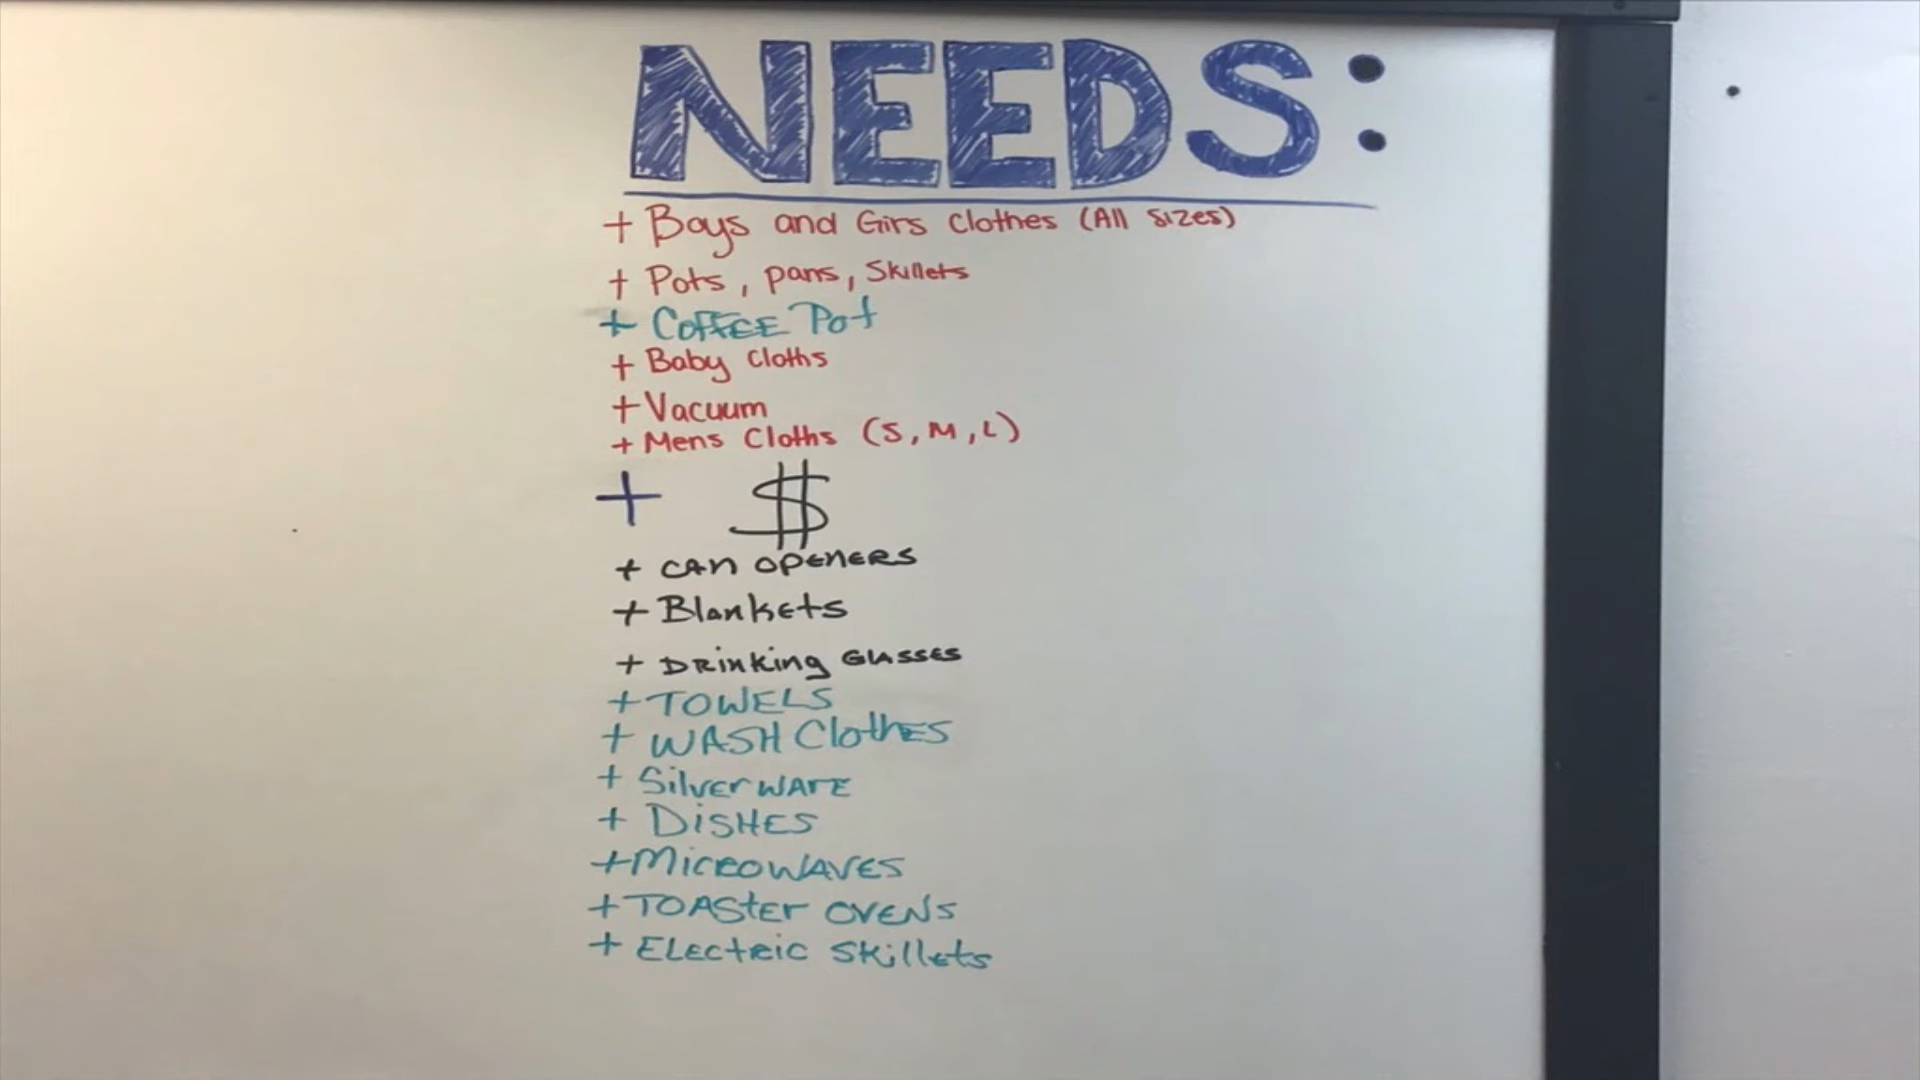 NEEDS:
+ Boys and Girs Clothes (All Sizes)
+ Pots, pans, Skillets
+ COFFEE Pot
+ Baby Cloths
+ Vacuum
+ Mens Cloths (S, M, L)
+ $
+ CAN OPENERS
+ Blankets
+ DRinking GLASSES
+ TOWELS
+ WASH Clothes
+ SilverWare
+ DISHES
+ MICROWAVES
+ TOASTER OVENS
+ ELECTRIC SKillets